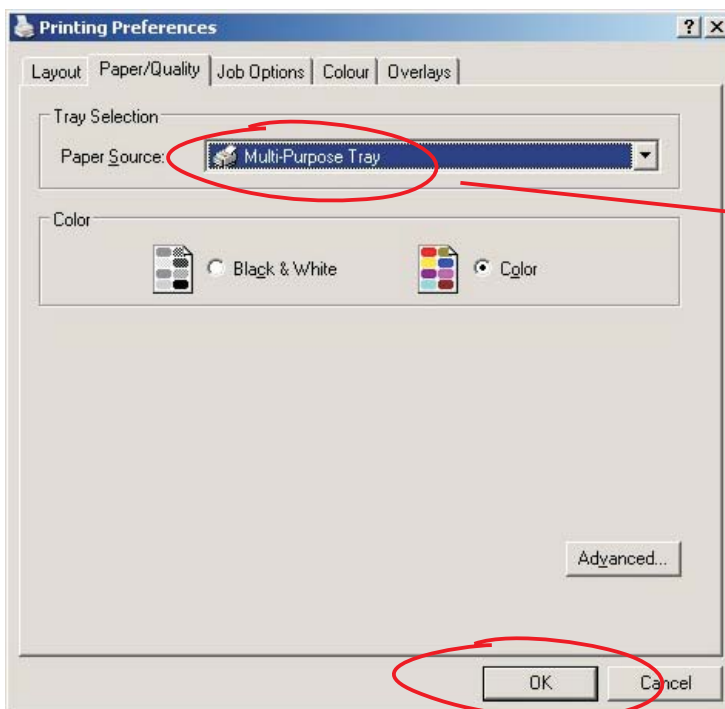 Printing Preferences
Layout Paper/Quality Job Options Colour Overlays
Tray Selection
Paper Source: Multi-Purpose Tray
Color
Black & White Color
Advanced...
OK Cancel